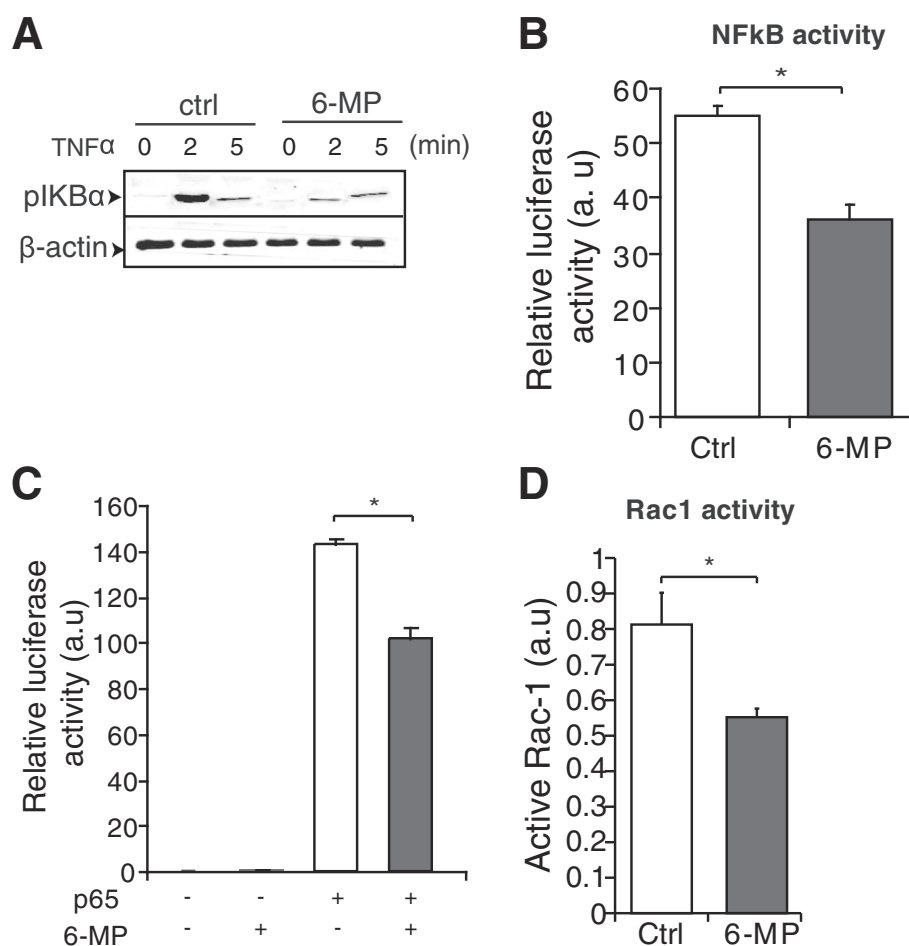 A
ctrl 6-MP
TNFα 0 2 5 0 2 5 (min)
pIKBα
β-actin
B
NFkB activity
*
Relative luciferase
activity (a. u)
60
50
40
30
20
10
0
Ctrl 6-MP
C
*
Relative luciferase
activity (a.u)
160
140
120
100
80
60
40
20
0
p65 - - + +
6-MP - + - +
D
Rac1 activity
*
Active Rac-1 (a.u)
1
0.9
0.8
0.7
0.6
0.5
0.4
0.3
0.2
0.1
0
Ctrl 6-MP